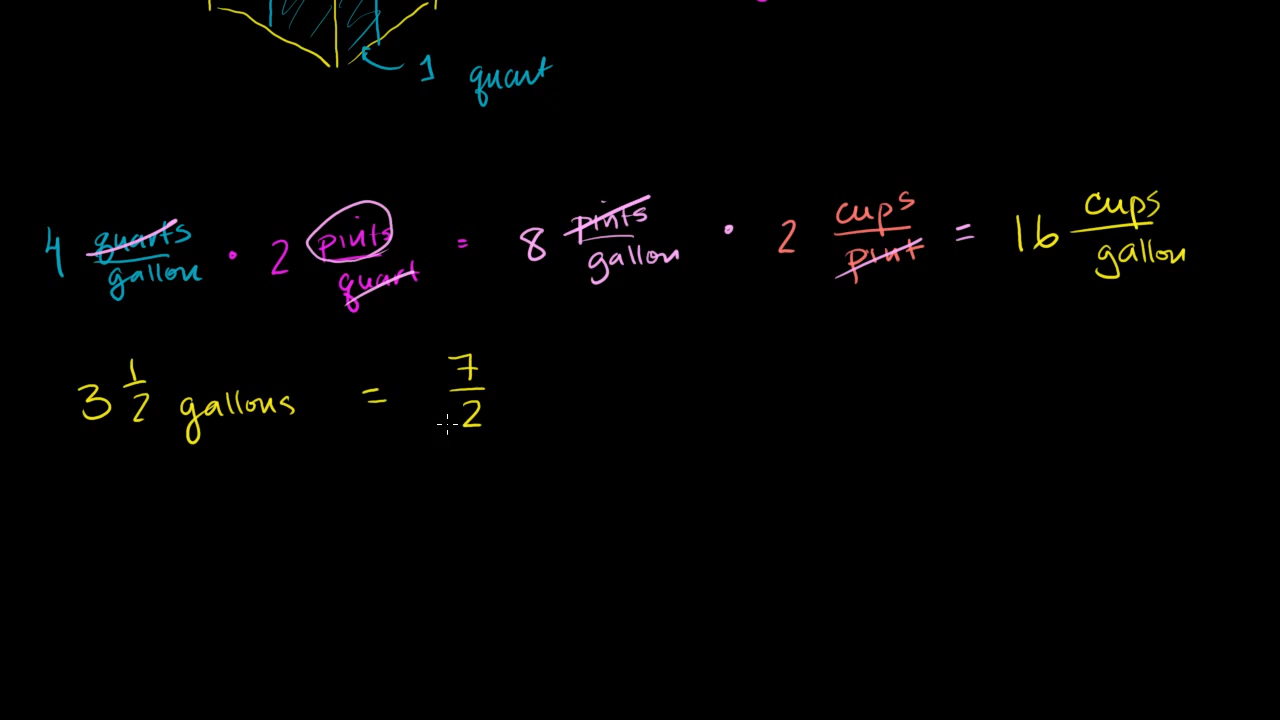 1 quart
4 quarts/gallon · 2 pints/quart = 8 pints/gallon · 2 cups/pint = 16 cups/gallon
3 1/2 gallons = 7/2